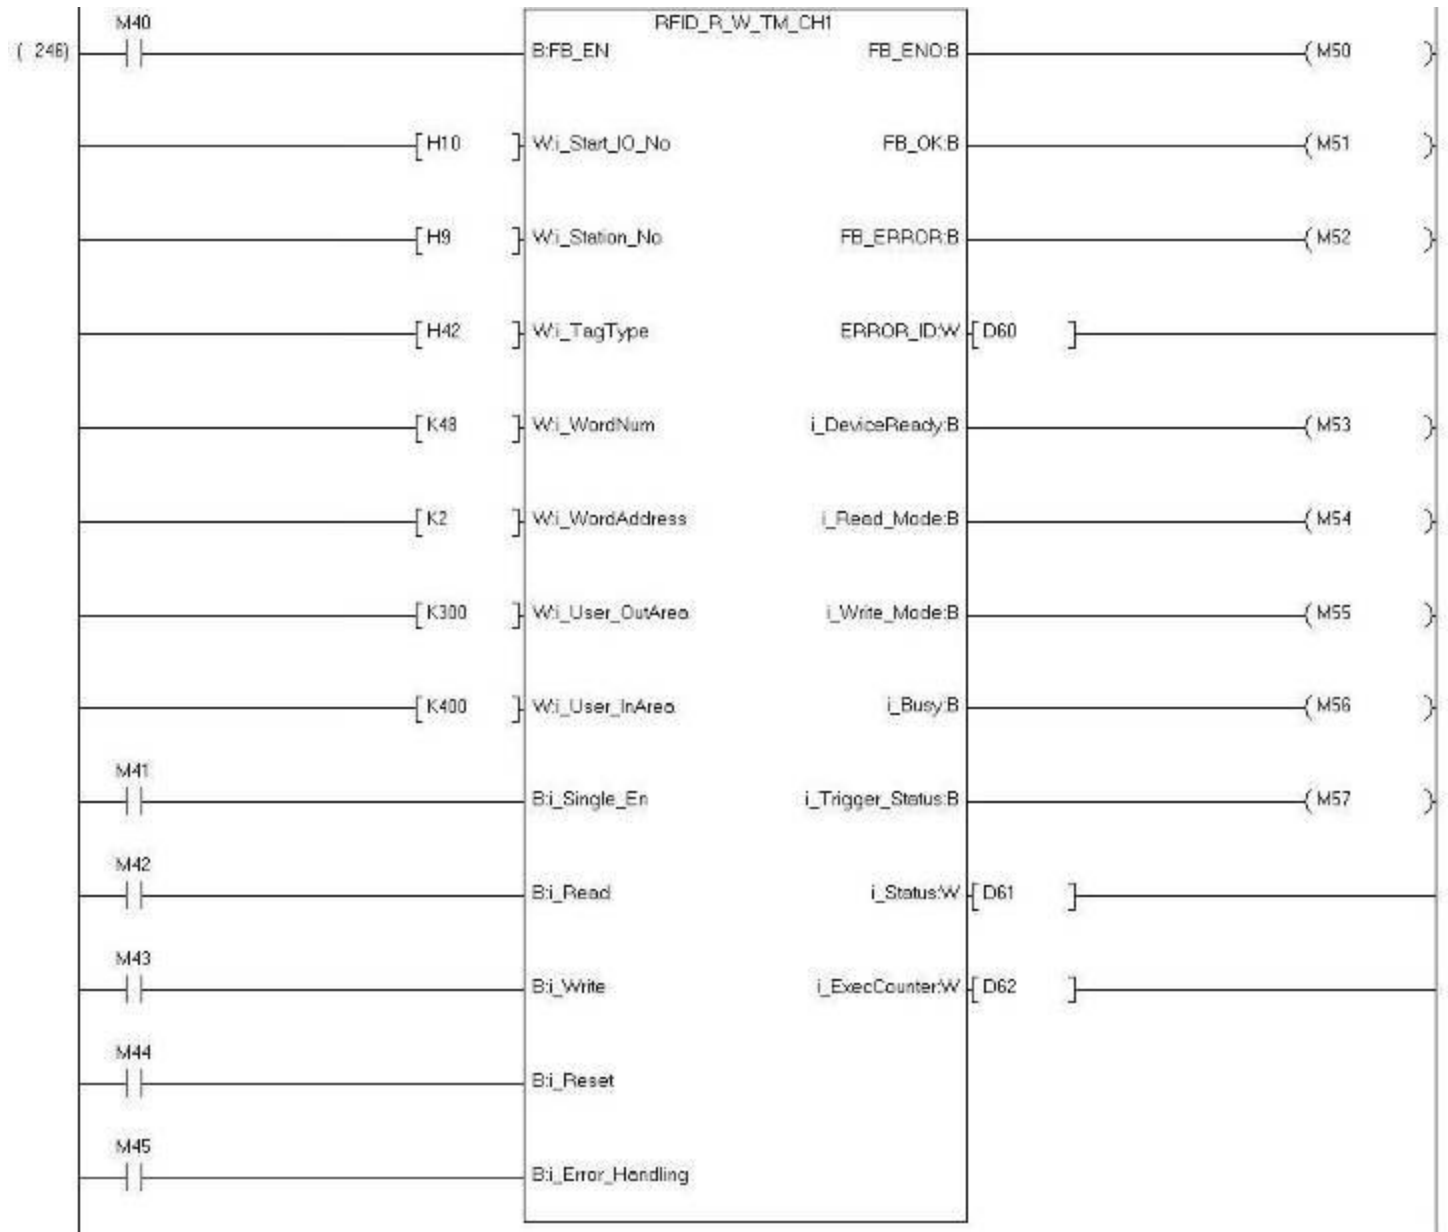 M40 RFID_R_W_TM_CH1
( 246) B:FB_EN FB_ENO:B ( M50 )
[ H10 ] W:i_Start_IO_No FB_OK:B ( M51 )
[ H9 ] W:i_Station_No FB_ERROR:B ( M52 )
[ H42 ] W:i_TagType ERROR_ID:W [ D60 ]
[ K48 ] W:i_WordNum i_DeviceReady:B ( M53 )
[ K2 ] W:i_WordAddress i_Read_Mode:B ( M54 )
[ K300 ] W:i_User_OutArea i_Write_Mode:B ( M55 )
[ K400 ] W:i_User_InArea i_Busy:B ( M56 )
M41
B:i_Single_En i_Trigger_Status:B ( M57 )
M42
B:i_Read i_Status:W [ D61 ]
M43
B:i_Write i_ExecCounter:W [ D62 ]
M44
B:i_Reset
M45
B:i_Error_Handling